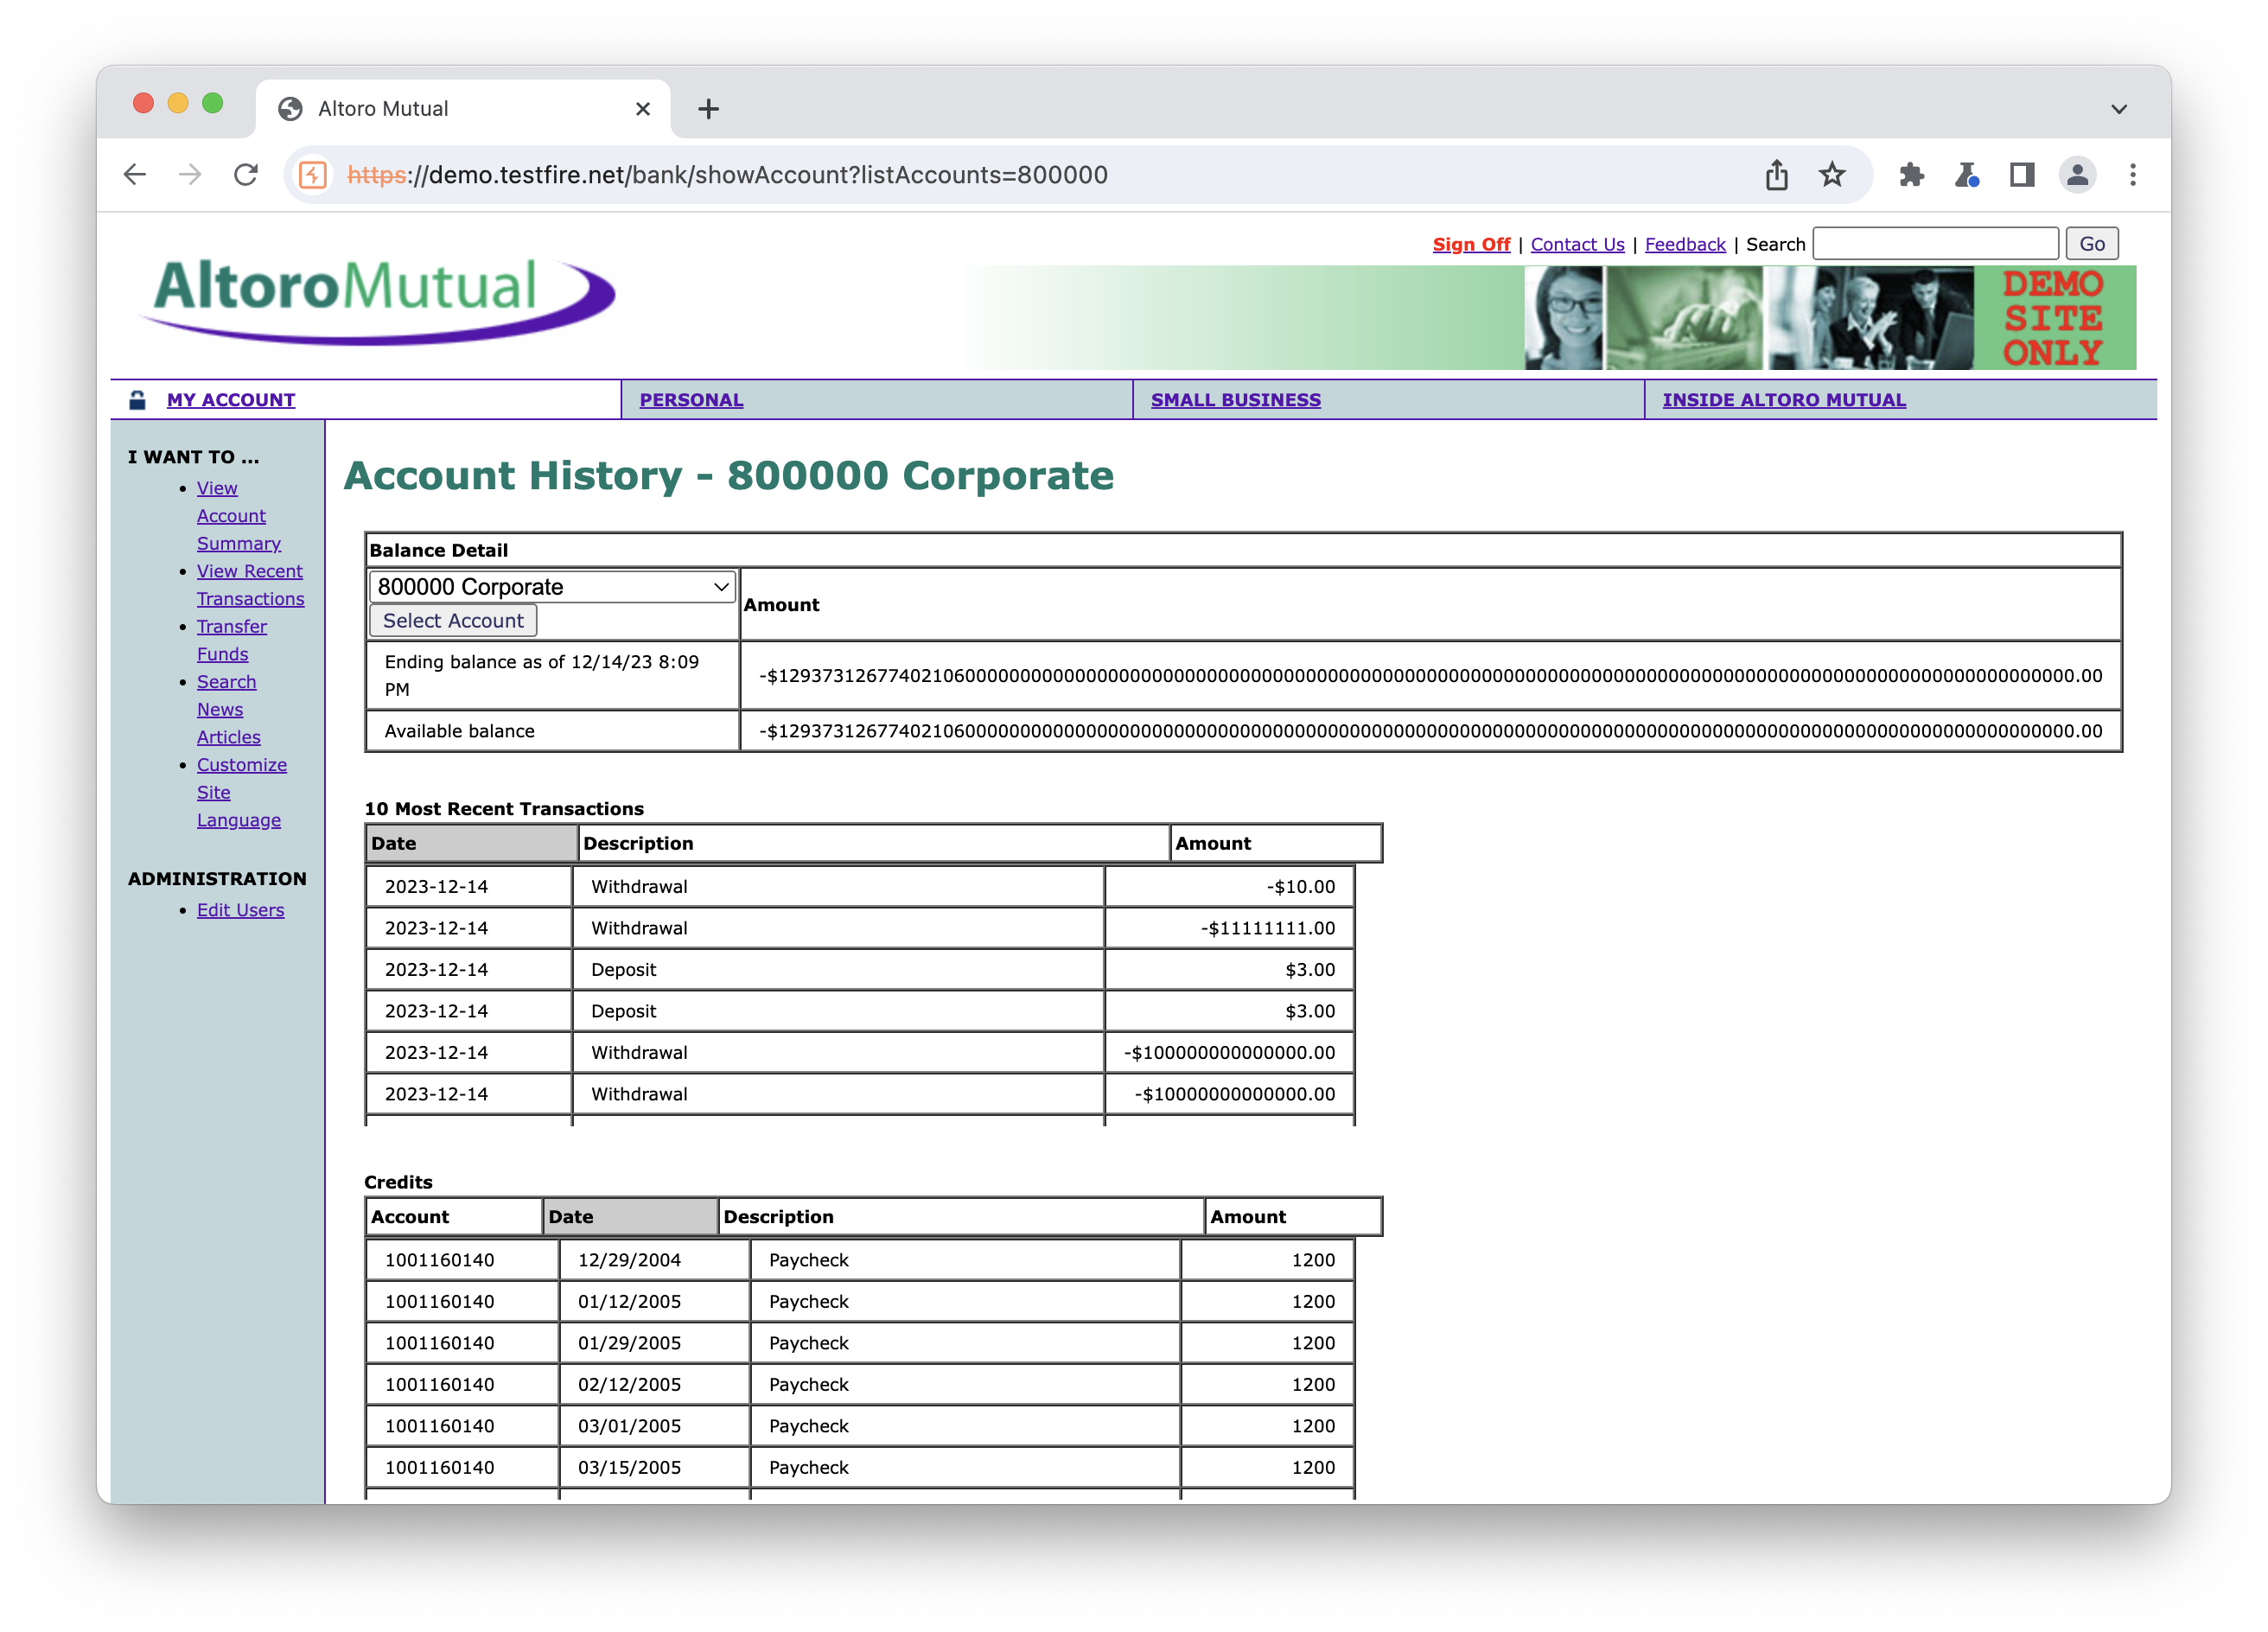 Altoro Mutual
https://demo.testfire.net/bank/showAccount?listAccounts=800000
Sign Off | Contact Us | Feedback | Search Go
AltoroMutual
DEMO
SITE
ONLY
MY ACCOUNT PERSONAL SMALL BUSINESS INSIDE ALTORO MUTUAL
I WANT TO ...
• View
Account
Summary
• View Recent
Transactions
• Transfer
Funds
• Search
News
Articles
• Customize
Site
Language
ADMINISTRATION
• Edit Users
Account History - 800000 Corporate
Balance Detail
800000 Corporate
Select Account
Amount
Ending balance as of 12/14/23 8:09
PM
Available balance
10 Most Recent Transactions
Date Description Amount
2023-12-14 Withdrawal -$10.00
2023-12-14 Withdrawal -$11111111.00
2023-12-14 Deposit $3.00
2023-12-14 Deposit $3.00
2023-12-14 Withdrawal -$100000000000000.00
2023-12-14 Withdrawal -$10000000000000.00
Credits
Account Date Description Amount
1001160140 12/29/2004 Paycheck 1200
1001160140 01/12/2005 Paycheck 1200
1001160140 01/29/2005 Paycheck 1200
1001160140 02/12/2005 Paycheck 1200
1001160140 03/01/2005 Paycheck 1200
1001160140 03/15/2005 Paycheck 1200